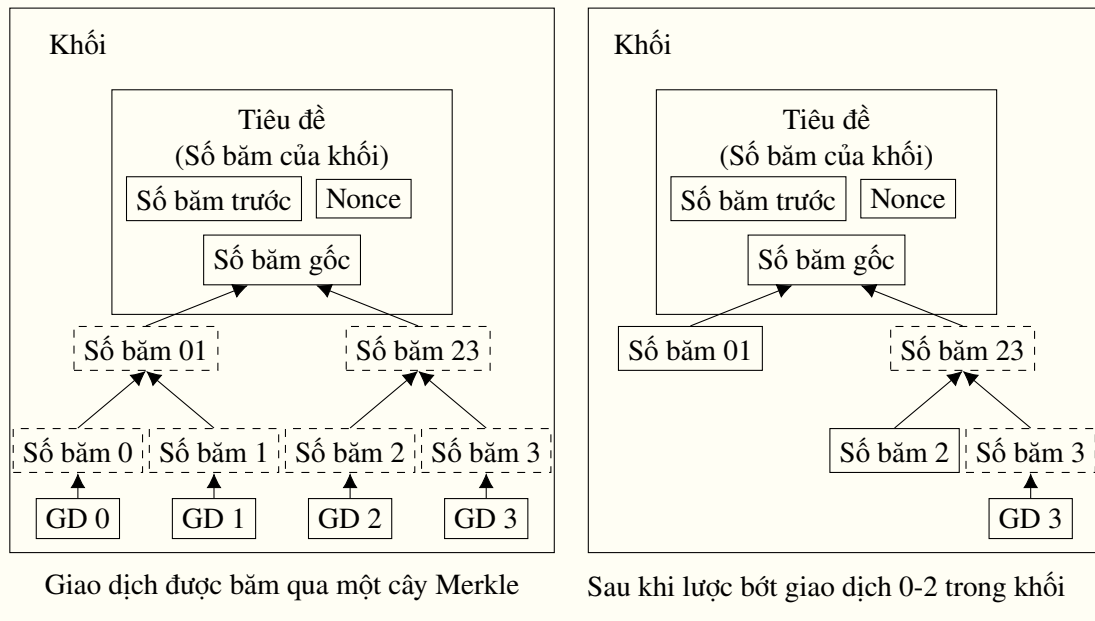 Khối
Tiêu đề
(Số băm của khối)
Số băm trước
Nonce
Số băm gốc
Số băm 01
Số băm 23
Số băm 0
Số băm 1
Số băm 2
Số băm 3
GD 0
GD 1
GD 2
GD 3
Giao dịch được băm qua một cây Merkle
Khối
Tiêu đề
(Số băm của khối)
Số băm trước
Nonce
Số băm gốc
Số băm 01
Số băm 23
Số băm 2
Số băm 3
GD 3
Sau khi lược bớt giao dịch 0-2 trong khối